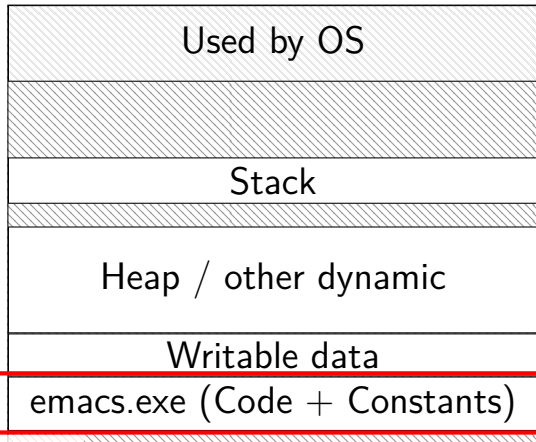 Used by OS
Stack
Heap / other dynamic
Writable data
emacs.exe (Code + Constants)